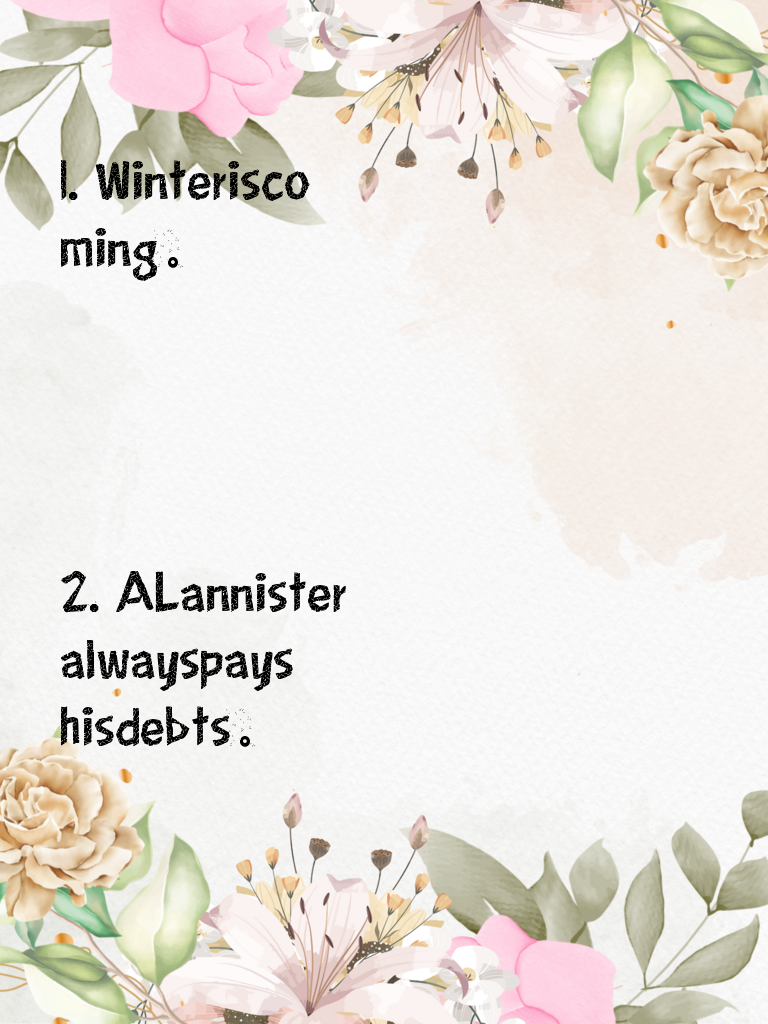 1. Winterisco
ming。
2. ALannister
alwayspays
hisdebts。